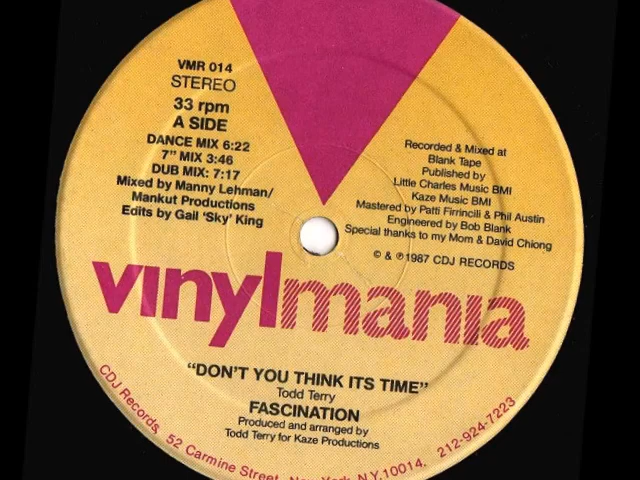 VMR 014
STEREO
33 rpm
A SIDE
DANCE MIX 6:22
7" MIX 3:46
DUB MIX: 7:17
Mixed by Manny Lehman/
Mankut Productions
Edits by Gail 'Sky' King
Recorded & Mixed at
Blank Tape
Published by
Little Charles Music BMI
Kaze Music BMI
Mastered by Patti Firrincili & Phil Austin
Engineered by Bob Blank
Special thanks to my Mom & David Chiong
© & ℗ 1987 CDJ RECORDS
vinylmania
"DON'T YOU THINK ITS TIME"
Todd Terry
FASCINATION
Produced and arranged by
Todd Terry for Kaze Productions
CDJ Records, 52 Carmine Street, New York, N.Y. 10014. 212-924-7223